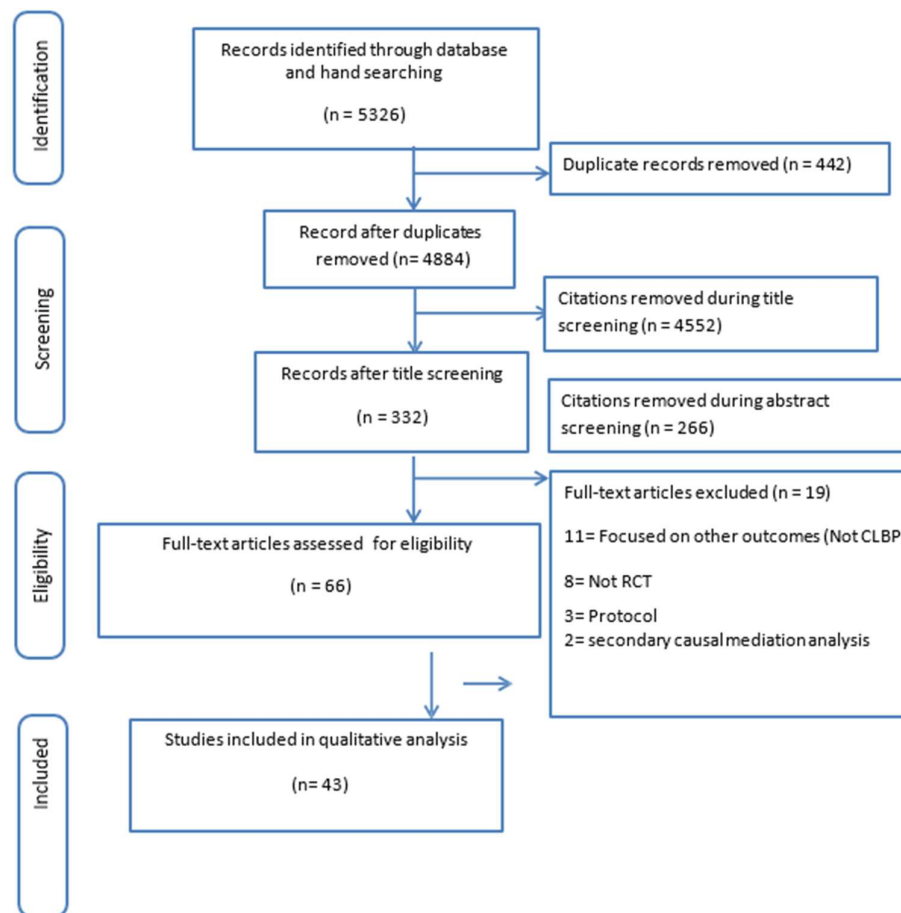 Identification
Records identified through database
and hand searching
(n = 5326)
Duplicate records removed (n = 442)
Screening
Record after duplicates
removed (n= 4884)
Citations removed during title
screening (n = 4552)
Records after title screening
(n = 332)
Citations removed during abstract
screening (n = 266)
Eligibility
Full-text articles assessed for eligibility
(n = 66)
Full-text articles excluded (n = 19)
11= Focused on other outcomes (Not CLBP
8= Not RCT
3= Protocol
2= secondary causal mediation analysis
Included
Studies included in qualitative analysis
(n= 43)